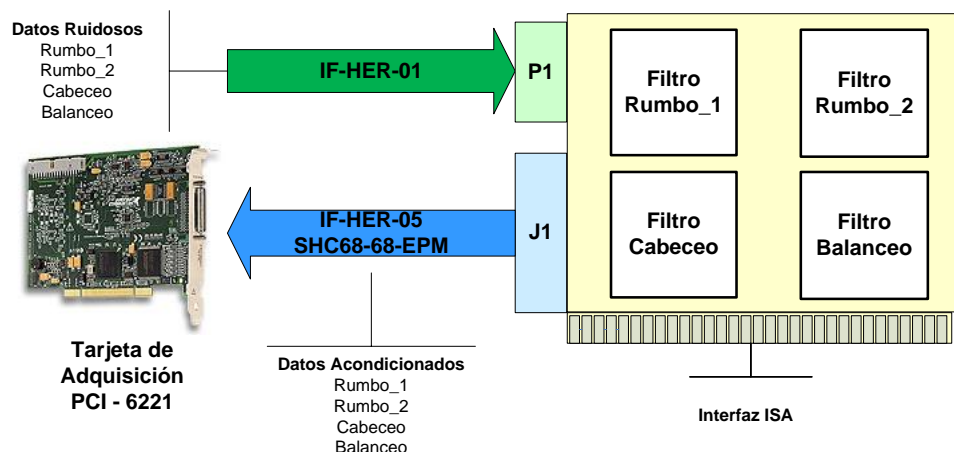 Datos Ruidosos
Rumbo_1
Rumbo_2
Cabeceo
Balanceo
IF-HER-01
P1
Filtro
Rumbo_1
Filtro
Rumbo_2
IF-HER-05
SHC68-68-EPM
J1
Filtro
Cabeceo
Filtro
Balanceo
Tarjeta de
Adquisición
PCI - 6221
Datos Acondicionados
Rumbo_1
Rumbo_2
Cabeceo
Balanceo
Interfaz ISA